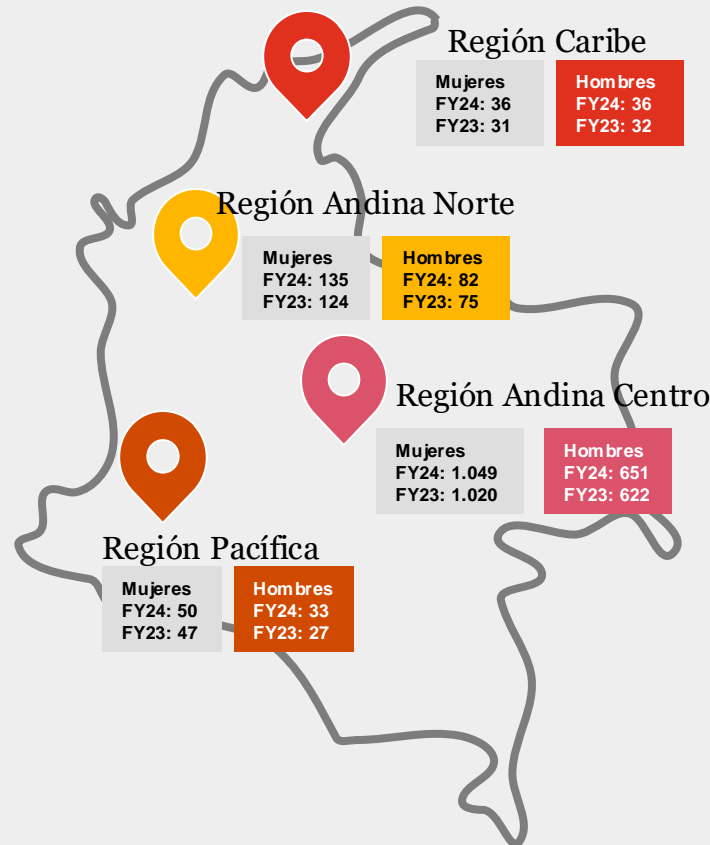 Región Caribe
Mujeres
FY24: 36
FY23: 31
Hombres
FY24: 36
FY23: 32
Región Andina Norte
Mujeres
FY24: 135
FY23: 124
Hombres
FY24: 82
FY23: 75
Región Andina Centro
Mujeres
FY24: 1.049
FY23: 1.020
Hombres
FY24: 651
FY23: 622
Región Pacífica
Mujeres
FY24: 50
FY23: 47
Hombres
FY24: 33
FY23: 27